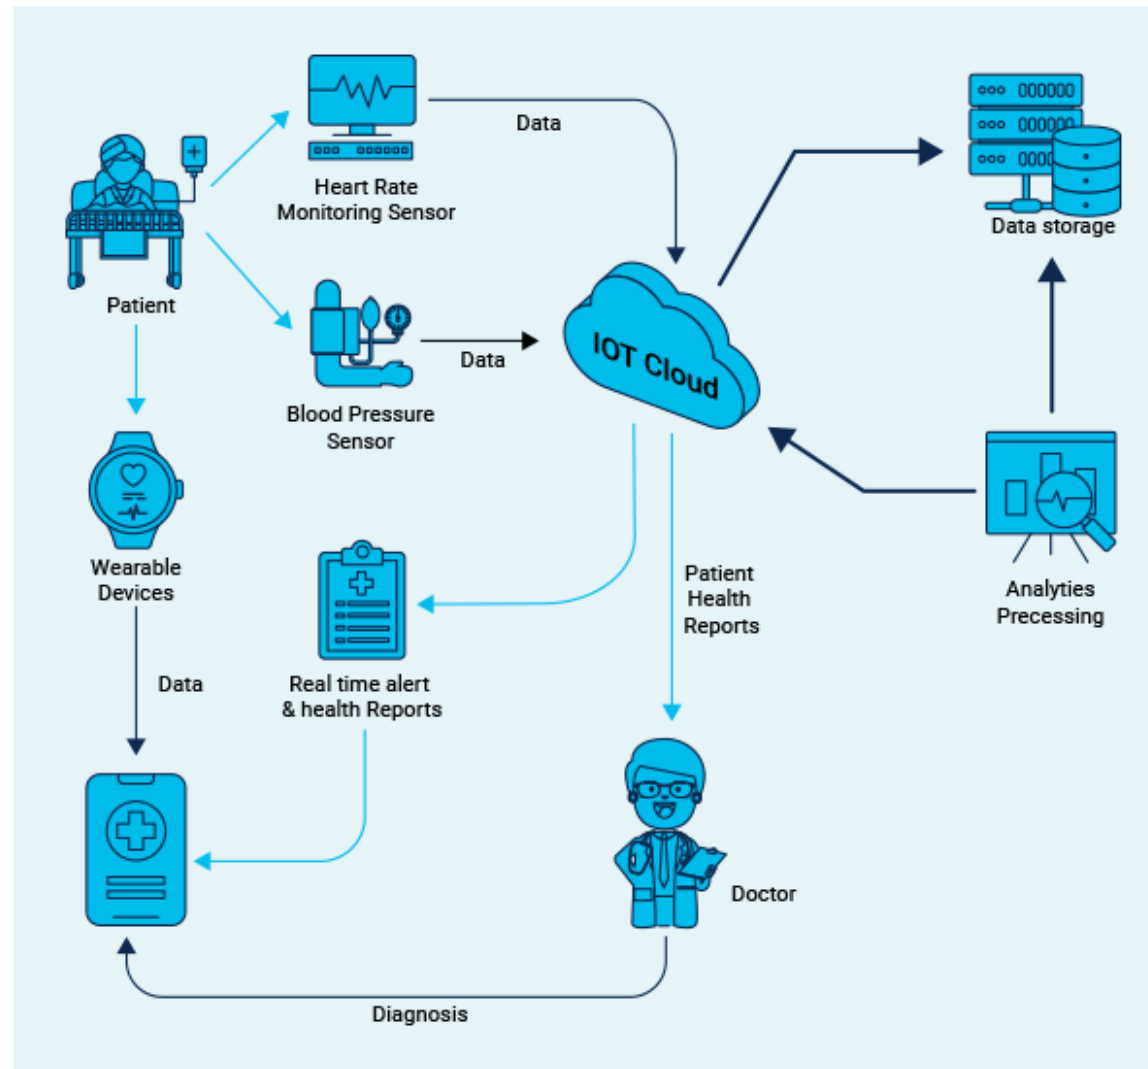 Data
Heart Rate
Monitoring Sensor
Data storage
Patient
IOT Cloud
Data
Blood Pressure
Sensor
Wearable
Devices
Patient
Health
Reports
Analyties
Precessing
Data
Real time alert
& health Reports
Doctor
Diagnosis